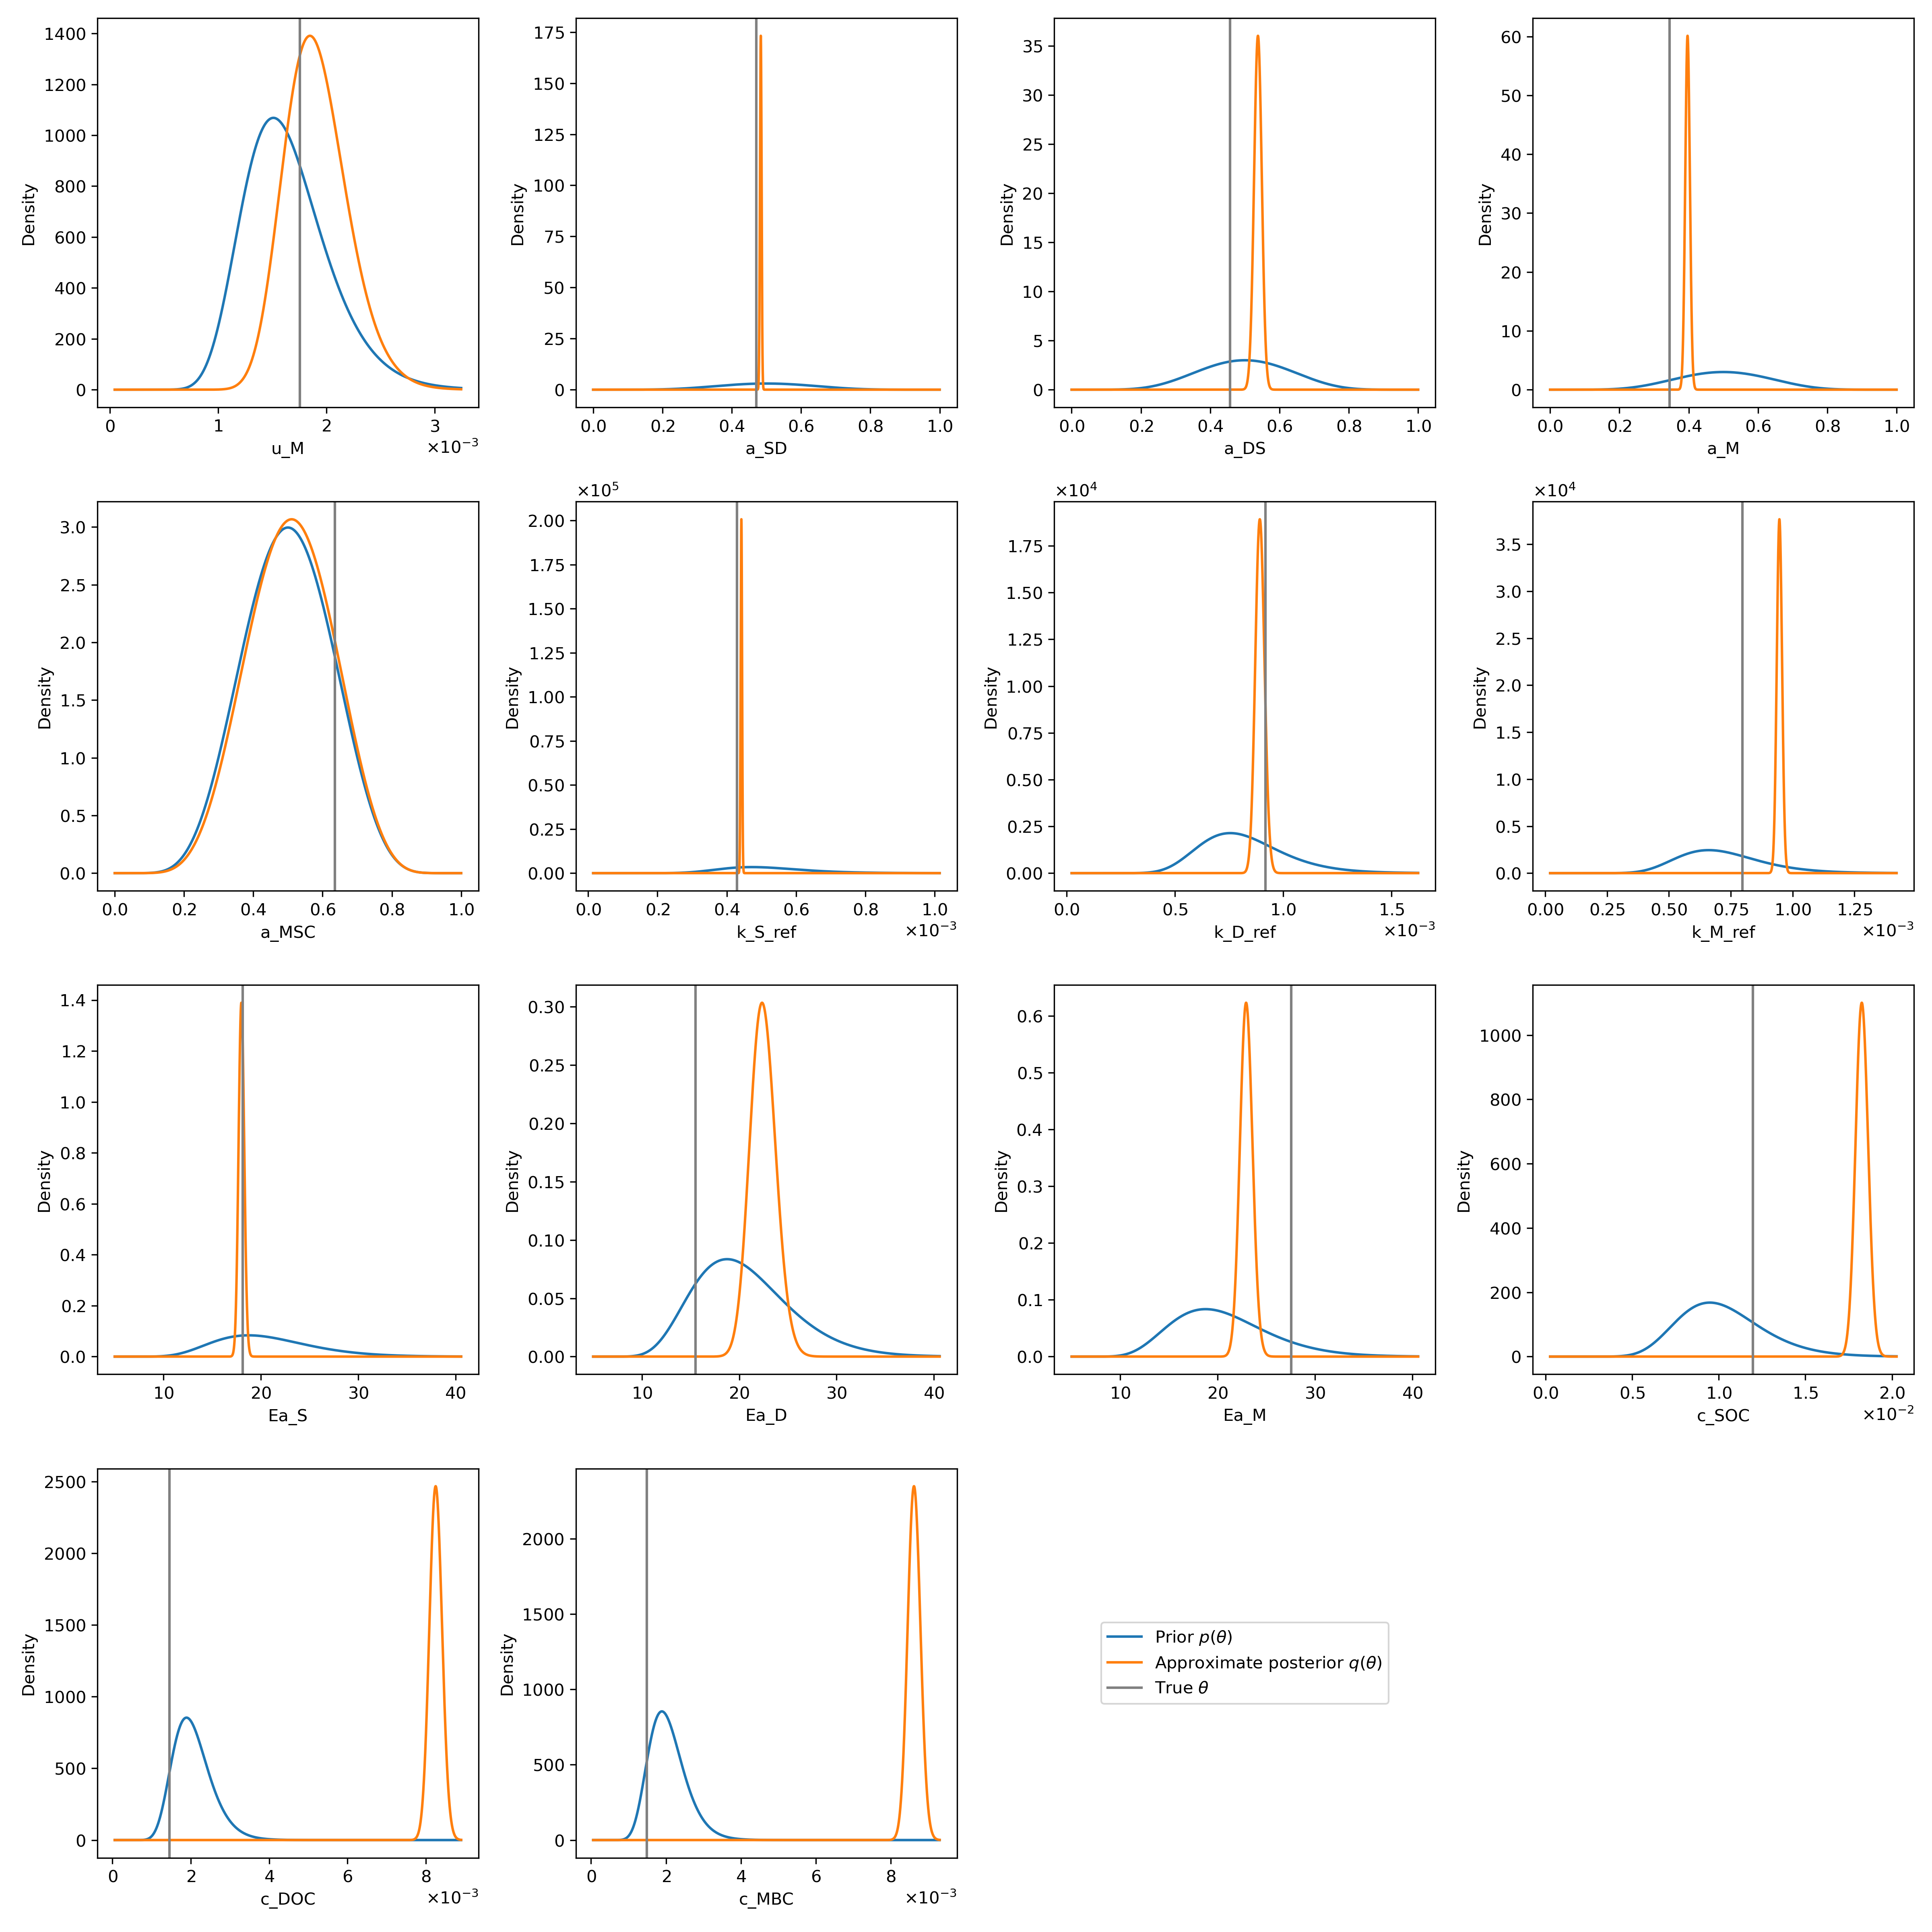 1400
1200
1000
800
600
400
200
0
Density
0 1 2 3
×10⁻³
u_M
175
150
125
100
75
50
25
0
Density
0.0 0.2 0.4 0.6 0.8 1.0
a_SD
35
30
25
20
15
10
5
0
Density
0.0 0.2 0.4 0.6 0.8 1.0
a_DS
60
50
40
30
20
10
0
Density
0.0 0.2 0.4 0.6 0.8 1.0
a_M
3.0
2.5
2.0
1.5
1.0
0.5
0.0
Density
0.0 0.2 0.4 0.6 0.8 1.0
a_MSC
×10⁵
2.00
1.75
1.50
1.25
1.00
0.75
0.50
0.25
0.00
Density
0.0 0.2 0.4 0.6 0.8 1.0
×10⁻³
k_S_ref
×10⁴
1.75
1.50
1.25
1.00
0.75
0.50
0.25
0.00
Density
0.0 0.5 1.0 1.5
×10⁻³
k_D_ref
×10⁴
3.5
3.0
2.5
2.0
1.5
1.0
0.5
0.0
Density
0.00 0.25 0.50 0.75 1.00 1.25
×10⁻³
k_M_ref
1.4
1.2
1.0
0.8
0.6
0.4
0.2
0.0
Density
10 20 30 40
Ea_S
0.30
0.25
0.20
0.15
0.10
0.05
0.00
Density
10 20 30 40
Ea_D
0.6
0.5
0.4
0.3
0.2
0.1
0.0
Density
10 20 30 40
Ea_M
1000
800
600
400
200
0
Density
0.0 0.5 1.0 1.5 2.0
×10⁻²
c_SOC
2500
2000
1500
1000
500
0
Density
0 2 4 6 8
×10⁻³
c_DOC
2000
1500
1000
500
0
Density
0 2 4 6 8
×10⁻³
c_MBC
Prior p(θ)
Approximate posterior q(θ)
True θ